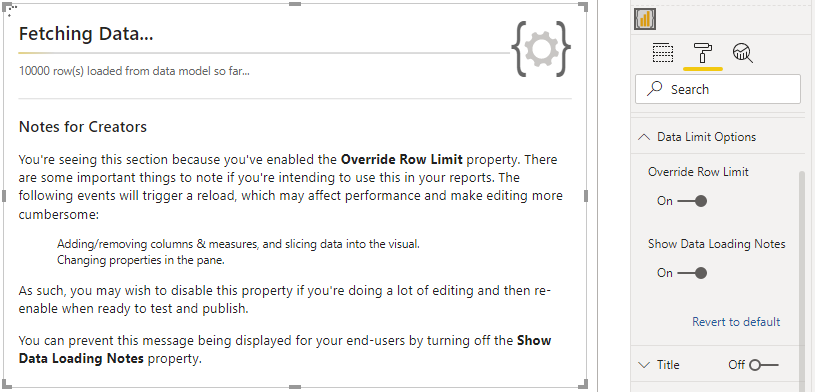 Fetching Data...
10000 row(s) loaded from data model so far...
Notes for Creators
You're seeing this section because you've enabled the Override Row Limit property. There
are some important things to note if you're intending to use this in your reports. The
following events will trigger a reload, which may affect performance and make editing more
cumbersome:
Adding/removing columns & measures, and slicing data into the visual.
Changing properties in the pane.
As such, you may wish to disable this property if you're doing a lot of editing and then re-
enable when ready to test and publish.
You can prevent this message being displayed for your end-users by turning off the Show
Data Loading Notes property.
Search
Data Limit Options
Override Row Limit
On
Show Data Loading Notes
On
Revert to default
Title Off